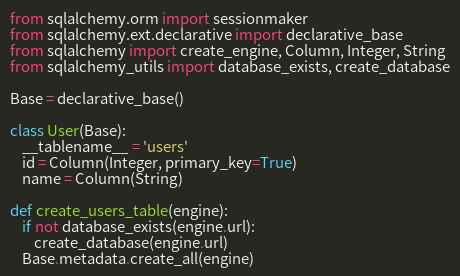 from sqlalchemy.orm import sessionmaker
from sqlalchemy.ext.declarative import declarative_base
from sqlalchemy import create_engine, Column, Integer, String
from sqlalchemy_utils import database_exists, create_database

Base = declarative_base()

class User(Base):
    __tablename__ = 'users'
    id = Column(Integer, primary_key=True)
    name = Column(String)

def create_users_table(engine):
    if not database_exists(engine.url):
        create_database(engine.url)
    Base.metadata.create_all(engine)